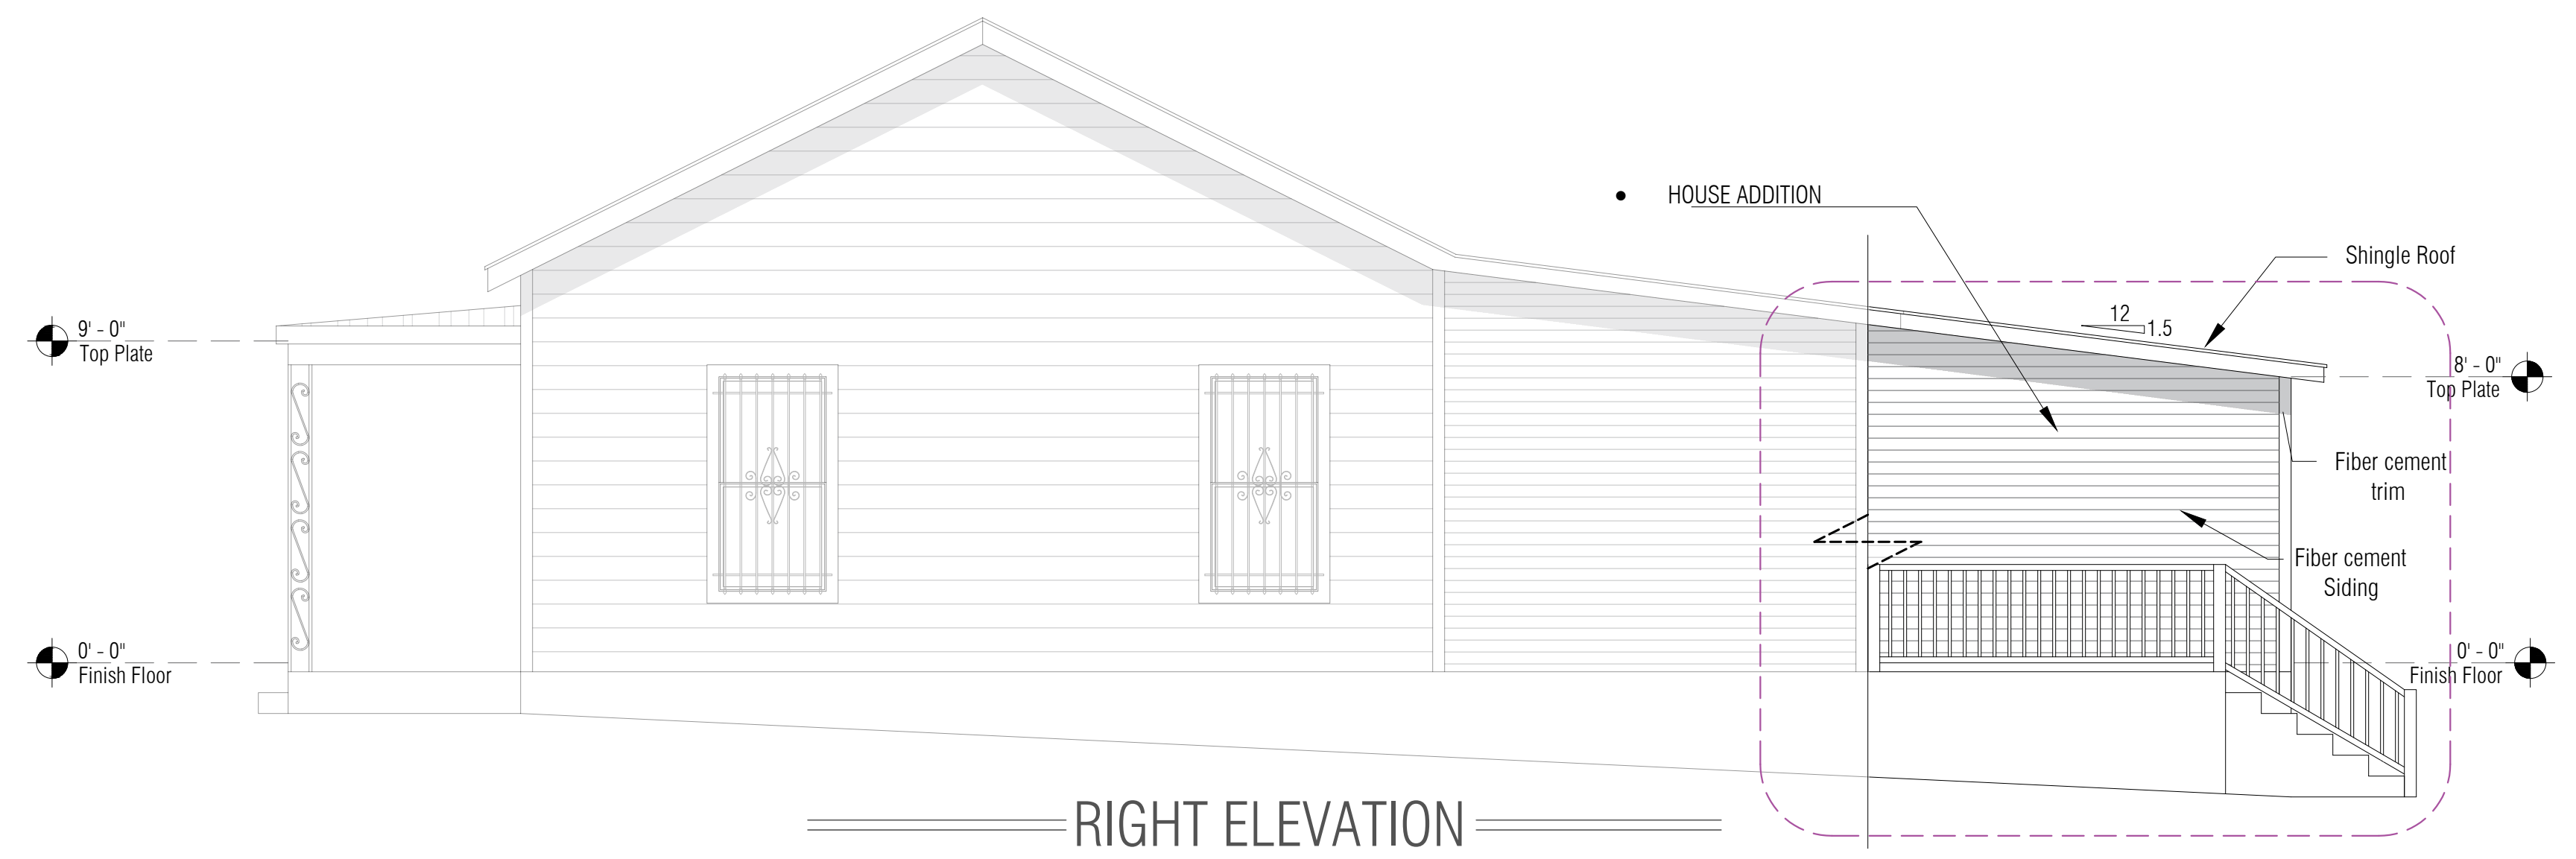 HOUSE ADDITION
Shingle Roof
12
1.5
9' - 0"
Top Plate
8' - 0"
Top Plate
Fiber cement
trim
Fiber cement
Siding
0' - 0"
Finish Floor
0' - 0"
Finish Floor
RIGHT ELEVATION